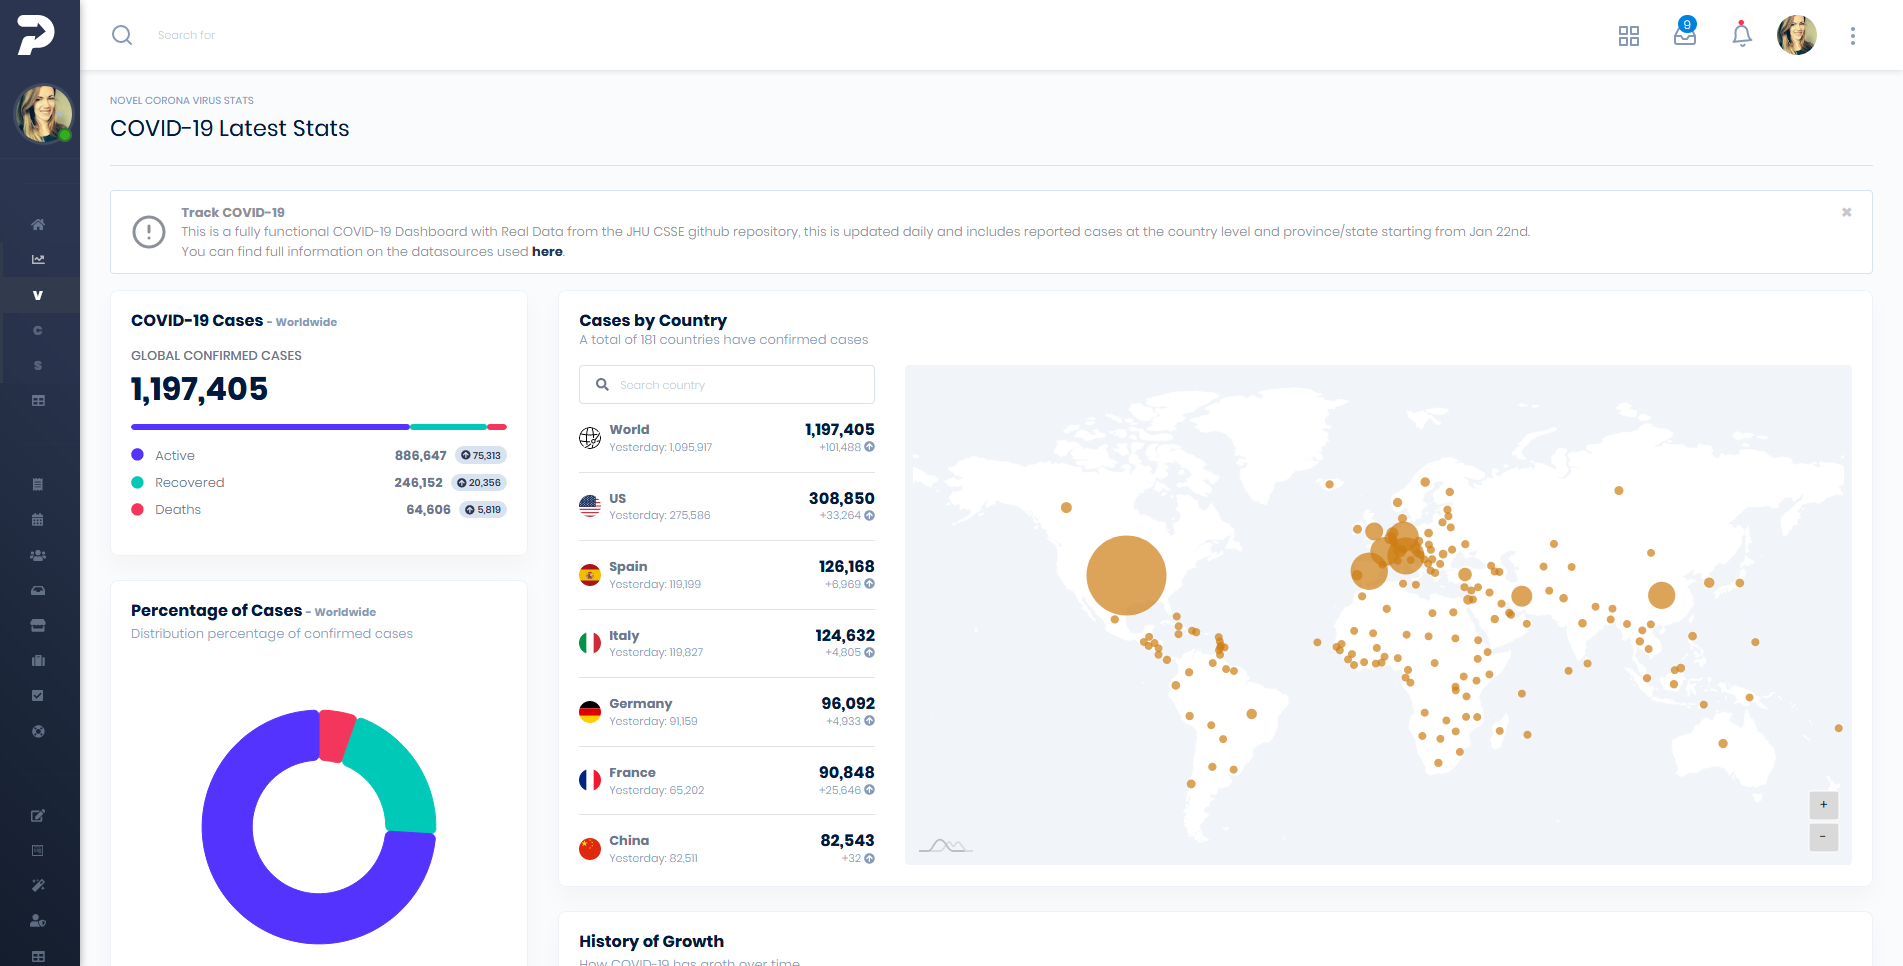 Search for
9
NOVEL CORONA VIRUS STATS
COVID-19 Latest Stats
Track COVID-19
This is a fully functional COVID-19 Dashboard with Real Data from the JHU CSSE github repository, this is updated daily and includes reported cases at the country level and province/state starting from Jan 22nd.
You can find full information on the datasources used here.
V
C
S
COVID-19 Cases - Worldwide
GLOBAL CONFIRMED CASES
1,197,405
Active 886,647 75,313
Recovered 246,152 20,356
Deaths 64,606 5,819
Percentage of Cases - Worldwide
Distribution percentage of confirmed cases
Cases by Country
A total of 181 countries have confirmed cases
Search country
World 1,197,405
Yesterday: 1,095,917 +101,488
US 308,850
Yesterday: 275,586 +33,264
Spain 126,168
Yesterday: 119,199 +6,969
Italy 124,632
Yesterday: 119,827 +4,805
Germany 96,092
Yesterday: 91,159 +4,933
France 90,848
Yesterday: 65,202 +25,646
China 82,543
Yesterday: 82,511 +32
+
-
History of Growth
How COVID-19 has groth over time